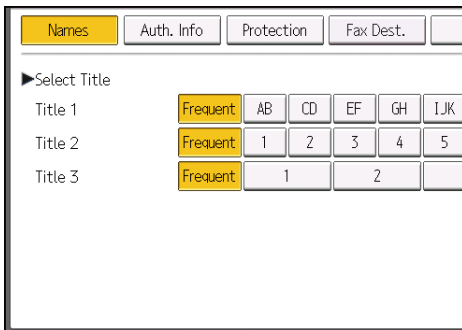 Names Auth. Info Protection Fax Dest.
▶Select Title
Title 1 Frequent AB CD EF GH IJK
Title 2 Frequent 1 2 3 4 5
Title 3 Frequent 1 2